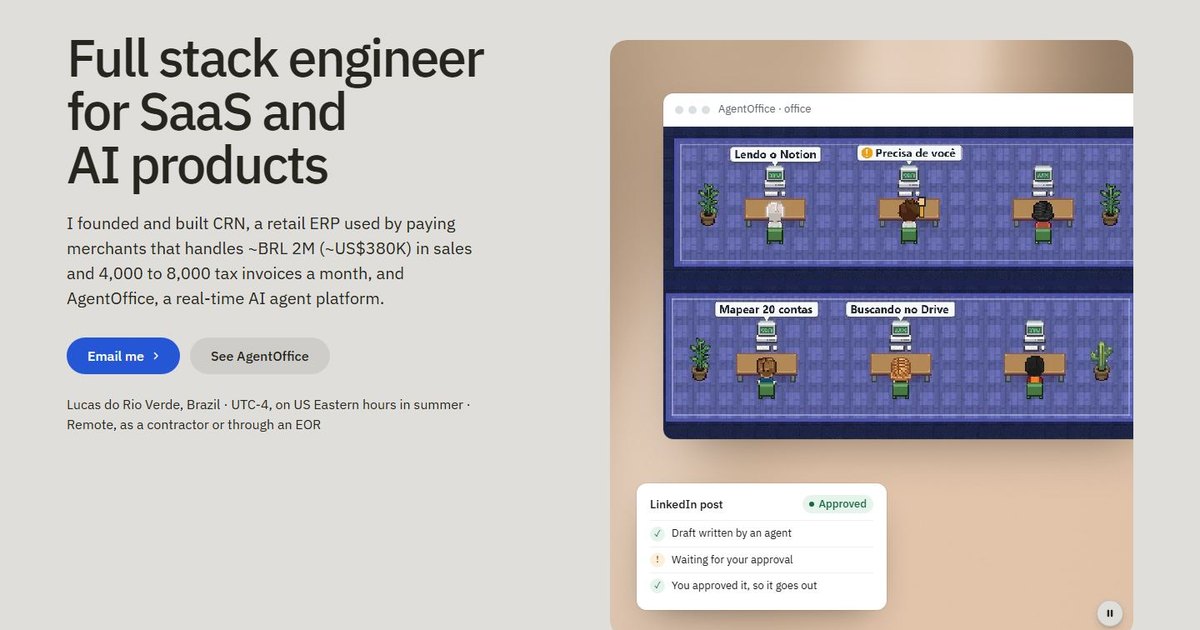 Full stack engineer
for SaaS and
AI products
I founded and built CRN, a retail ERP used by paying
merchants that handles ~BRL 2M (~US$380K) in sales
and 4,000 to 8,000 tax invoices a month, and
AgentOffice, a real-time AI agent platform.
Email me
See AgentOffice
Lucas do Rio Verde, Brazil · UTC-4, on US Eastern hours in summer ·
Remote, as a contractor or through an EOR
AgentOffice · office
Lendo o Notion
Precisa de você
Mapear 20 contas
Buscando no Drive
LinkedIn post
Approved
Draft written by an agent
Waiting for your approval
You approved it, so it goes out